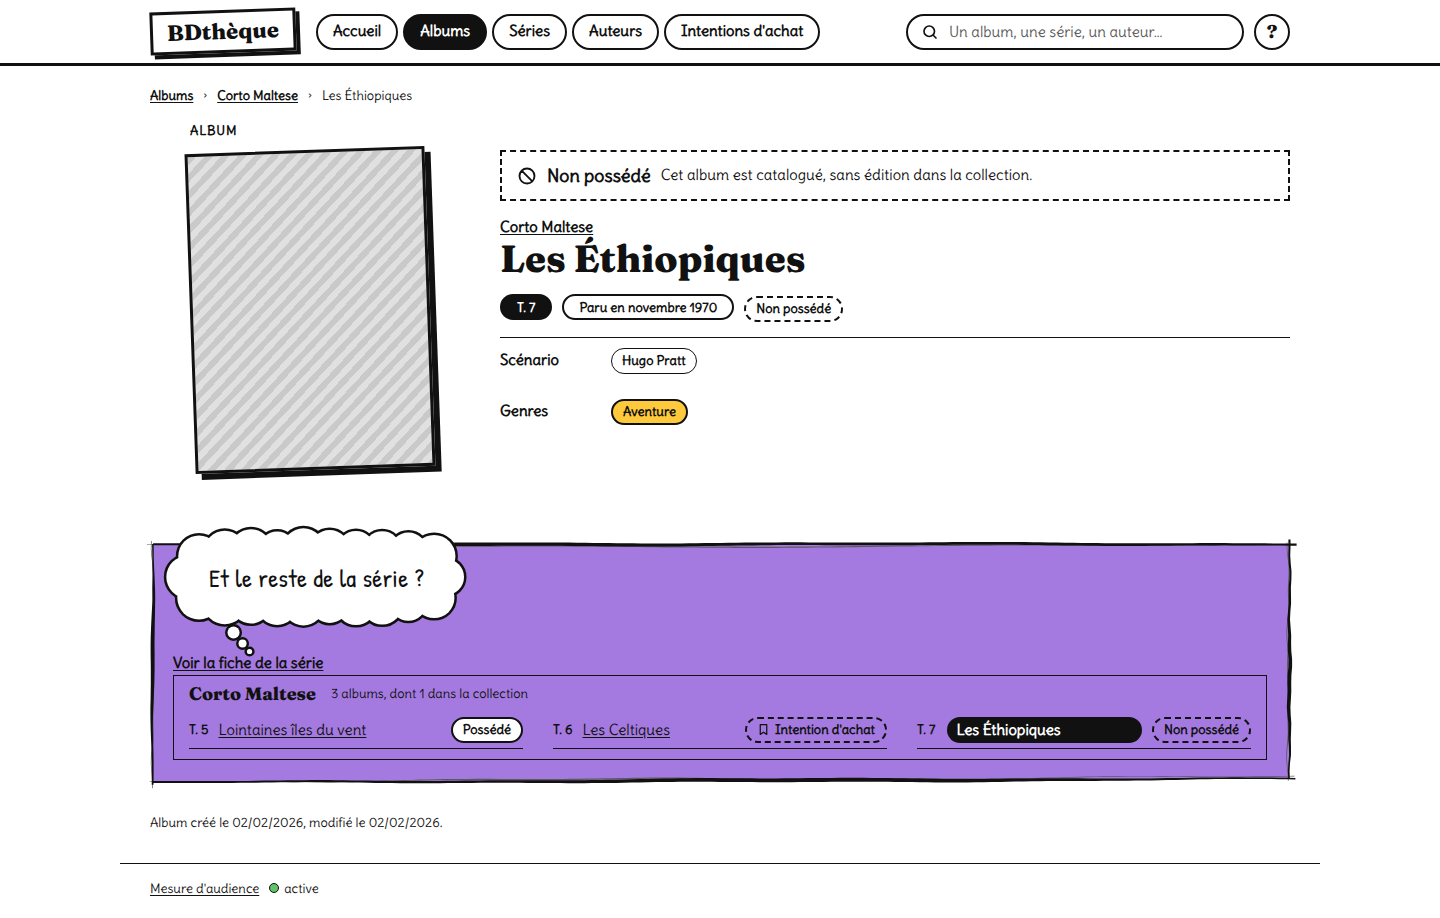 BDthèque
Accueil
Albums
Séries
Auteurs
Intentions d'achat
Un album, une série, un auteur...
?
Albums › Corto Maltese › Les Éthiopiques
ALBUM
Non possédé Cet album est catalogué, sans édition dans la collection.
Corto Maltese
Les Éthiopiques
T. 7
Paru en novembre 1970
Non possédé
Scénario
Hugo Pratt
Genres
Aventure
Et le reste de la série ?
Voir la fiche de la série
Corto Maltese 3 albums, dont 1 dans la collection
T. 5 Lointaines îles du vent Possédé
T. 6 Les Celtiques Intention d'achat
T. 7 Les Éthiopiques Non possédé
Album créé le 02/02/2026, modifié le 02/02/2026.
Mesure d'audience active